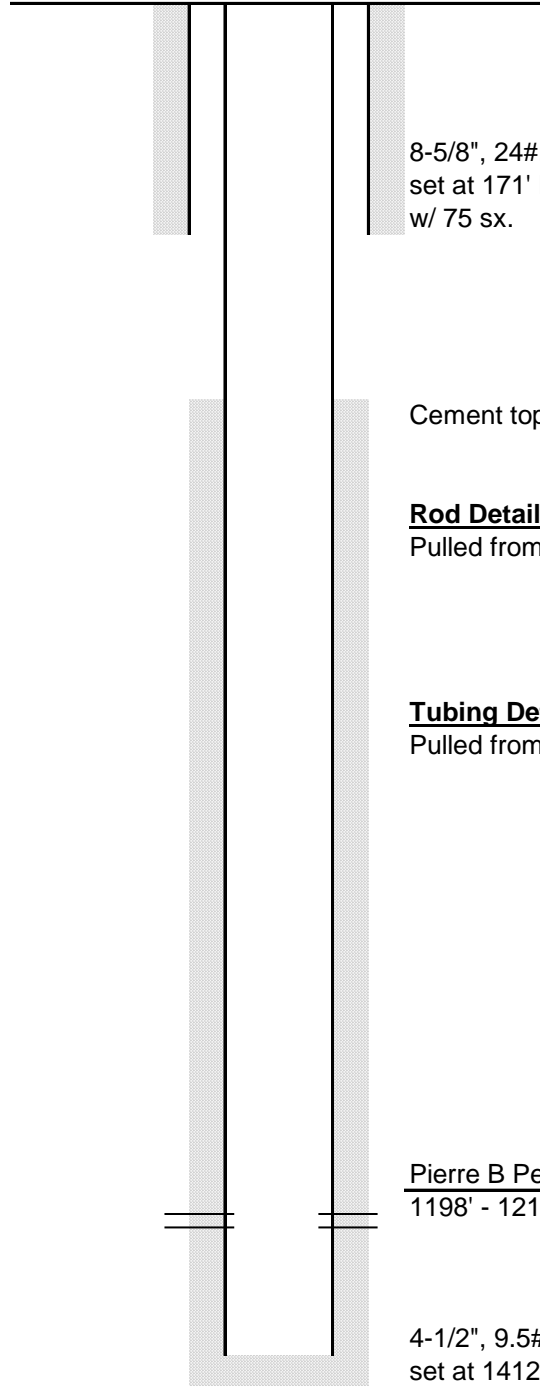 8-5/8", 24#
set at 171'
w/ 75 sx.
Cement top
Rod Detail
Pulled from
Tubing De
Pulled from
Pierre B Pe
1198' - 121
4-1/2", 9.5#
set at 1412